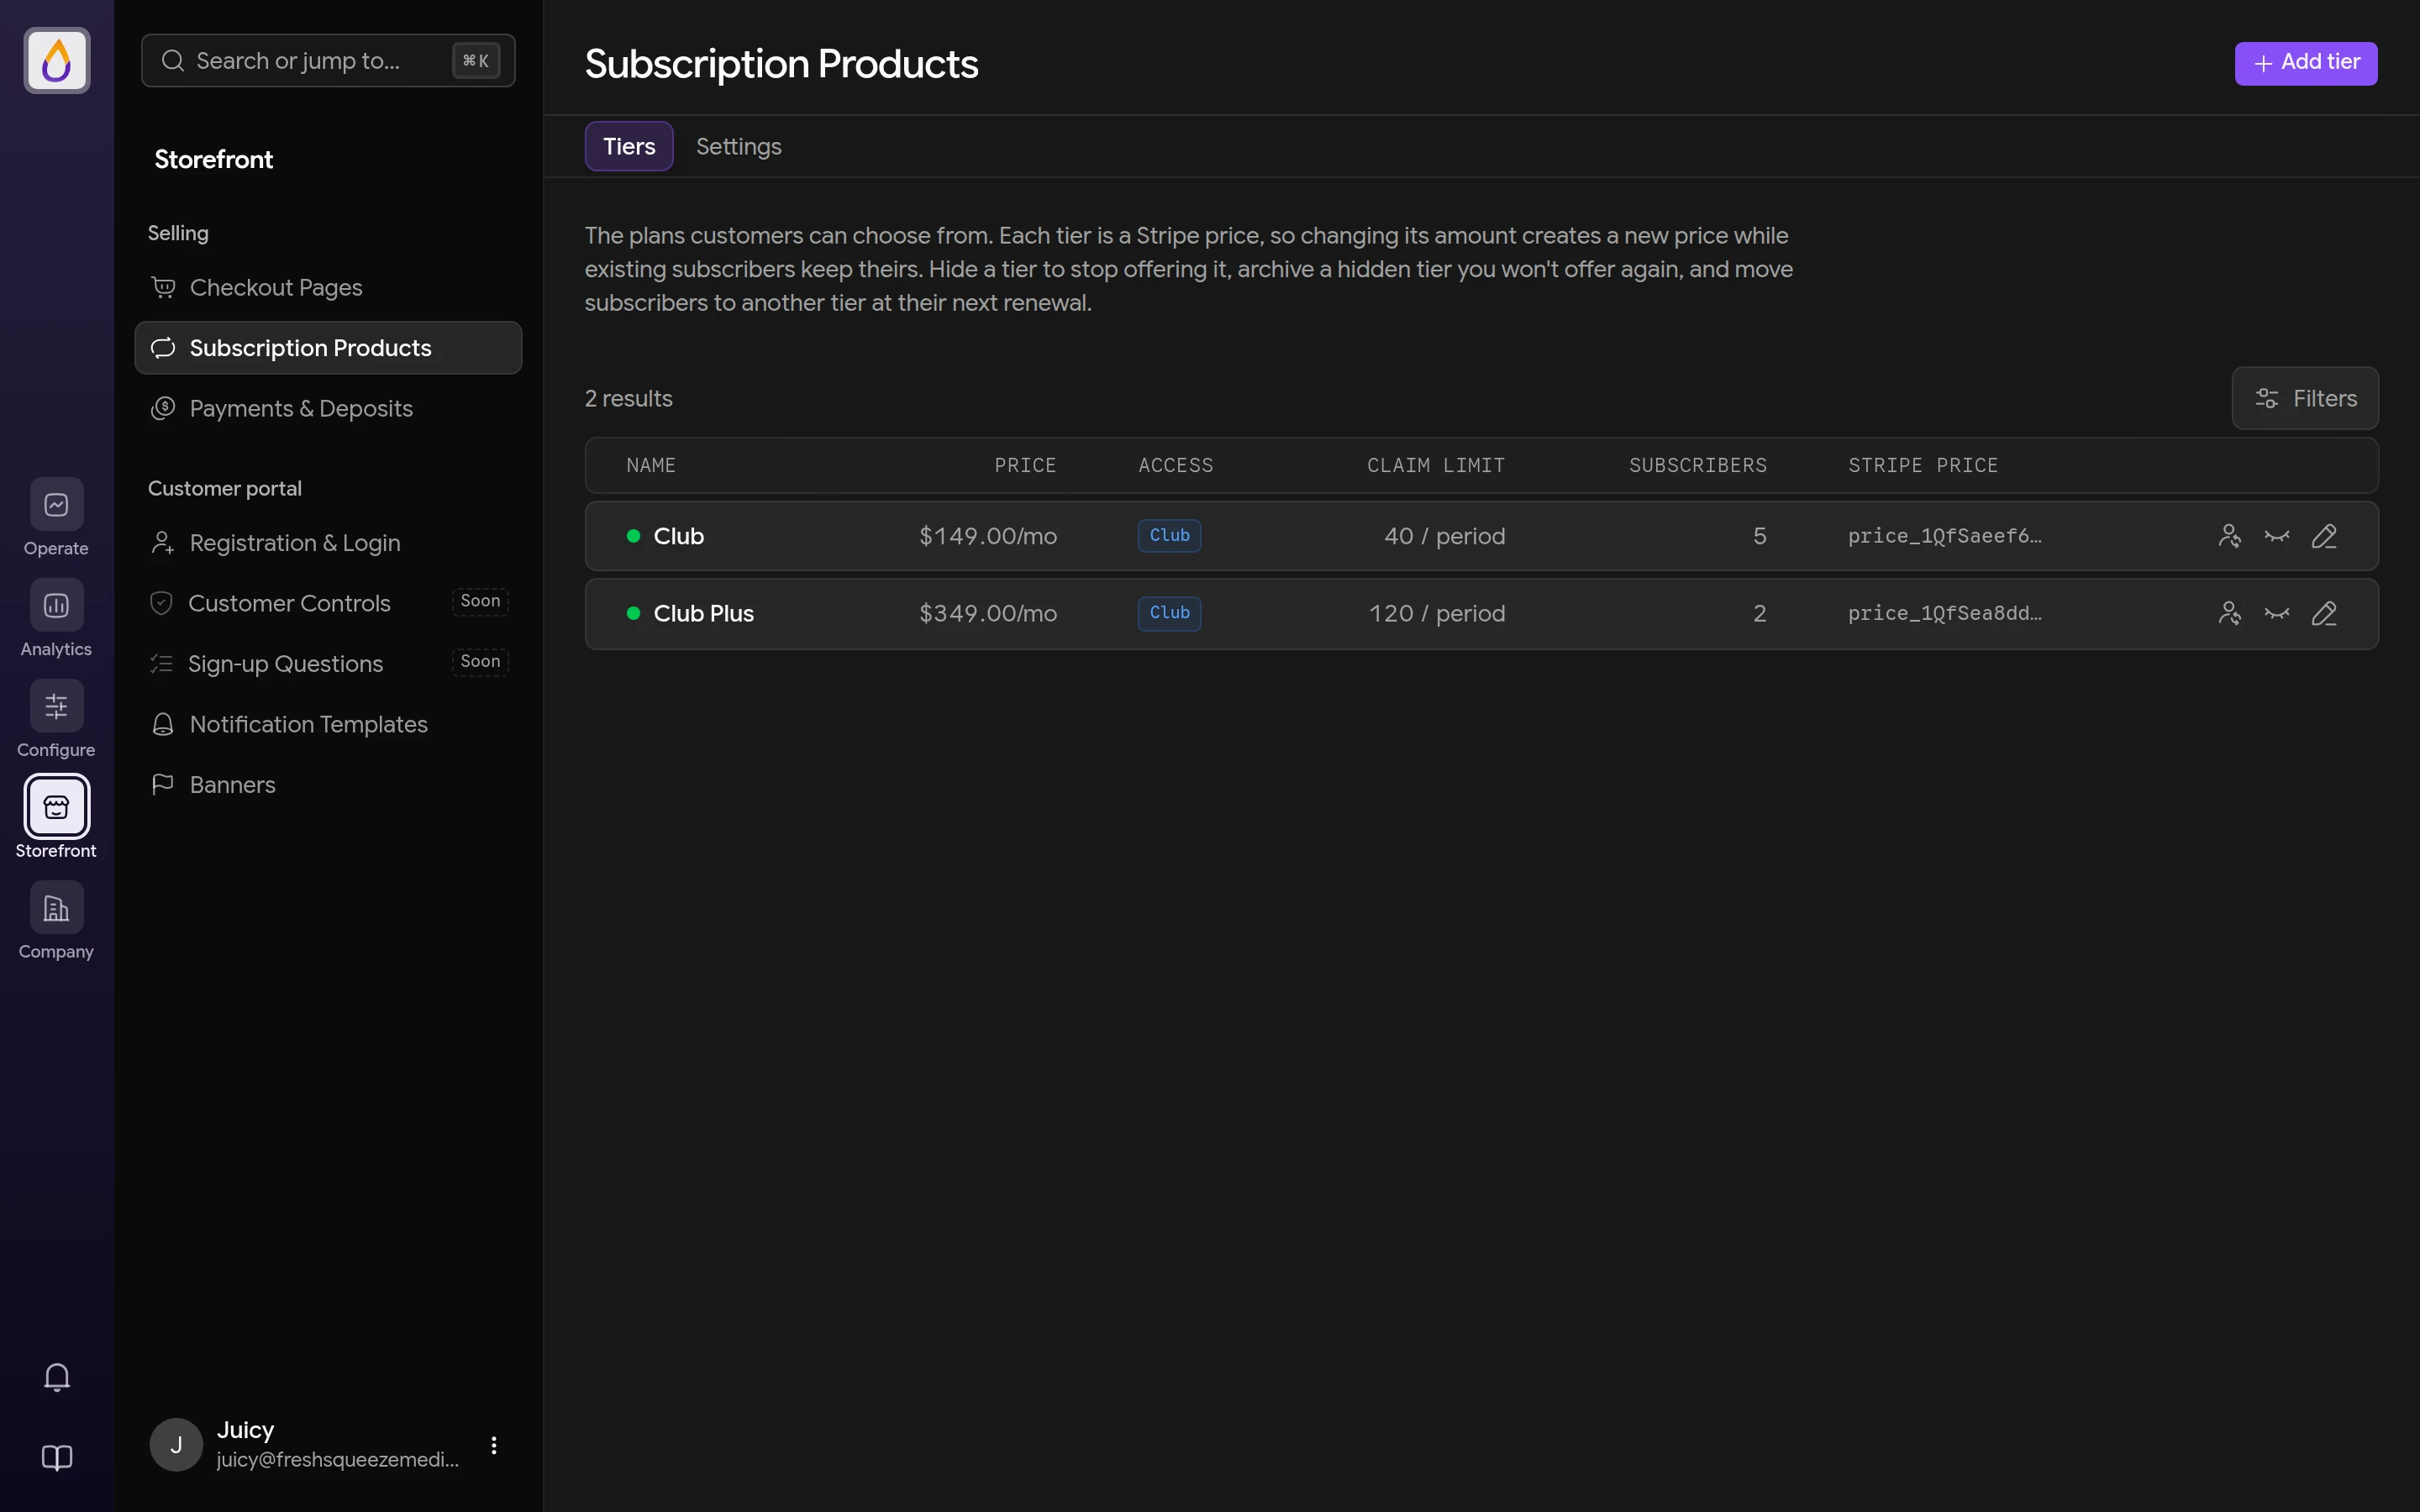 Search or jump to...
⌘ K
Storefront
Selling
Checkout Pages
Subscription Products
Payments & Deposits
Customer portal
Registration & Login
Customer Controls
Soon
Sign-up Questions
Soon
Notification Templates
Banners
Operate
Analytics
Configure
Storefront
Company
J
Juicy
juicy@freshsqueezemedi...
Subscription Products
Add tier
Tiers
Settings
The plans customers can choose from. Each tier is a Stripe price, so changing its amount creates a new price while
existing subscribers keep theirs. Hide a tier to stop offering it, archive a hidden tier you won't offer again, and move
subscribers to another tier at their next renewal.
2 results
Filters
NAME PRICE ACCESS CLAIM LIMIT SUBSCRIBERS STRIPE PRICE
Club $149.00/mo Club 40 / period 5 price_1QfSaeef6…
Club Plus $349.00/mo Club 120 / period 2 price_1QfSea8dd…